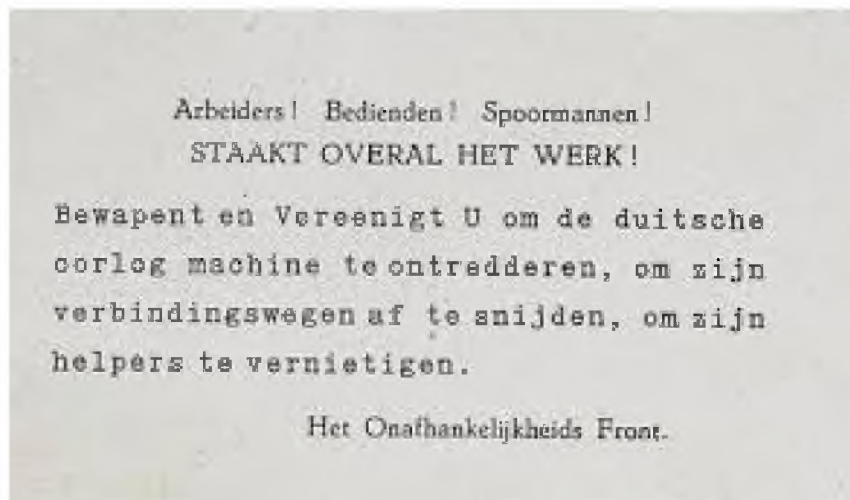 Arbeiders! Bedienden! Spoormannen!
STAAKT OVERAL HET WERK!
Bewapent en Vereenigt U om de duitsche
oorlog machine te ontredderen, om zijn
verbindingswegen af te snijden, om zijn
helpers te vernietigen.
Het Onafhankelijkheids Front.